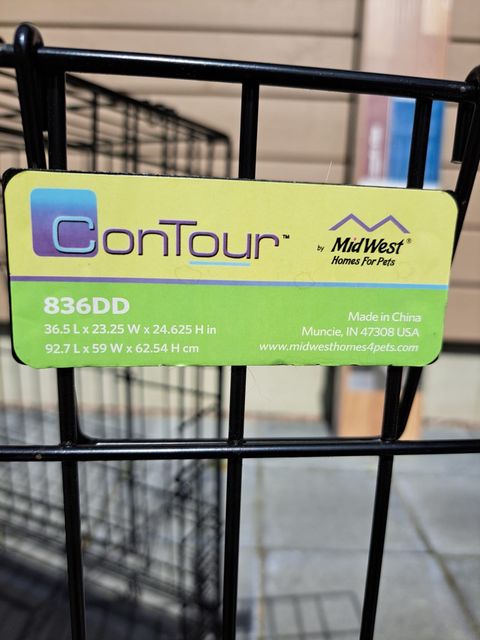 ConTour™
by MidWest®
Homes For Pets
836DD
36.5 L x 23.25 W x 24.625 H in
92.7 L x 59 W x 62.54 H cm
Made in China
Muncie, IN 47308 USA
www.midwesthomes4pets.com